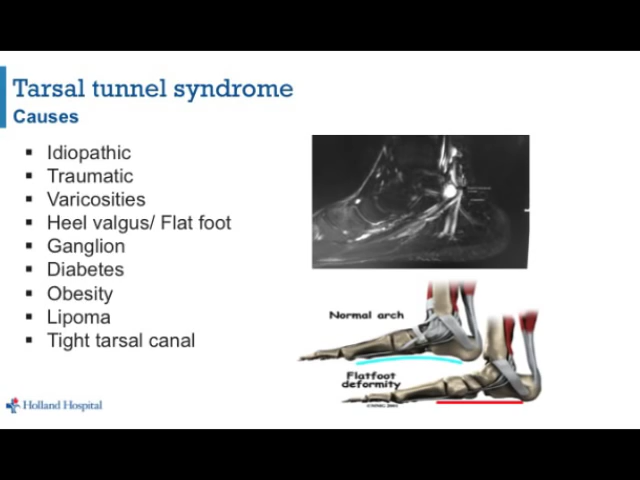 Tarsal tunnel syndrome
Causes
▪ Idiopathic
▪ Traumatic
▪ Varicosities
▪ Heel valgus/ Flat foot
▪ Ganglion
▪ Diabetes
▪ Obesity
▪ Lipoma
▪ Tight tarsal canal
Normal arch
Flatfoot
deformity
Holland Hospital